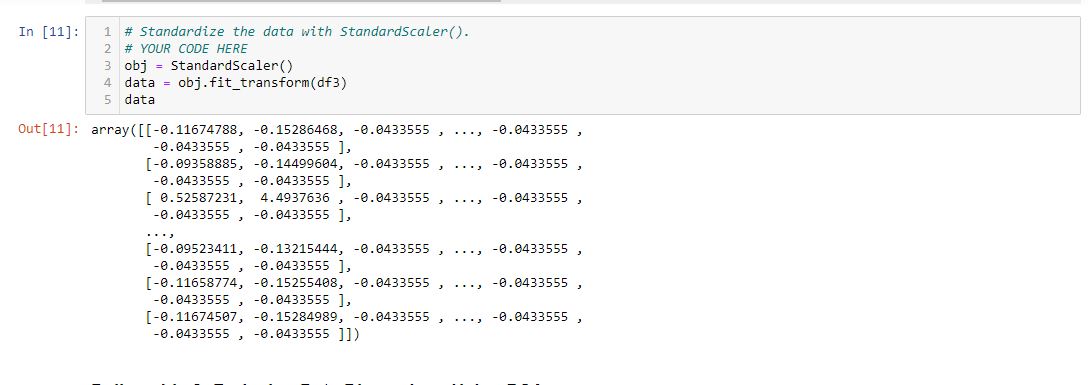 In [11]:
1 # Standardize the data with StandardScaler().
2 # YOUR CODE HERE
3 obj = StandardScaler()
4 data = obj.fit_transform(df3)
5 data
Out[11]: array([[-0.11674788, -0.15286468, -0.0433555 , ..., -0.0433555 ,
-0.0433555 , -0.0433555 ],
[-0.09358885, -0.14499604, -0.0433555 , ..., -0.0433555 ,
-0.0433555 , -0.0433555 ],
[ 0.52587231, 4.4937636 , -0.0433555 , ..., -0.0433555 ,
-0.0433555 , -0.0433555 ],
...,
[-0.09523411, -0.13215444, -0.0433555 , ..., -0.0433555 ,
-0.0433555 , -0.0433555 ],
[-0.11658774, -0.15255408, -0.0433555 , ..., -0.0433555 ,
-0.0433555 , -0.0433555 ],
[-0.11674507, -0.15284989, -0.0433555 , ..., -0.0433555 ,
-0.0433555 , -0.0433555 ]])